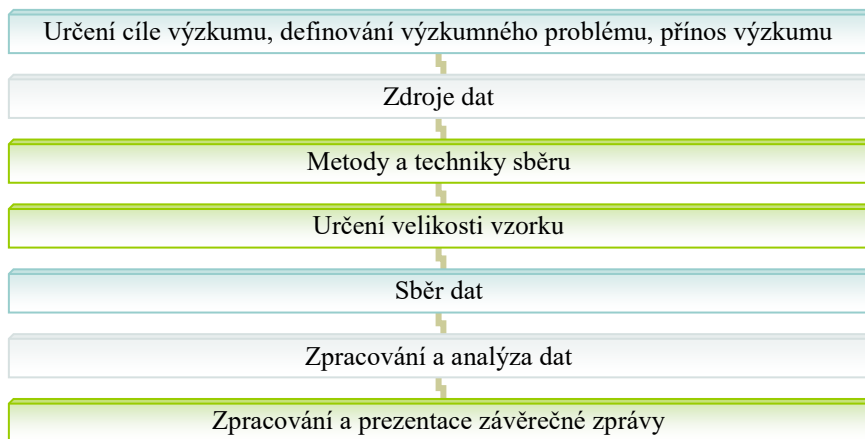 Určení cíle výzkumu, definování výzkumného problému, přínos výzkumu
Zdroje dat
Metody a techniky sběru
Určení velikosti vzorku
Sběr dat
Zpracování a analýza dat
Zpracování a prezentace závěrečné zprávy